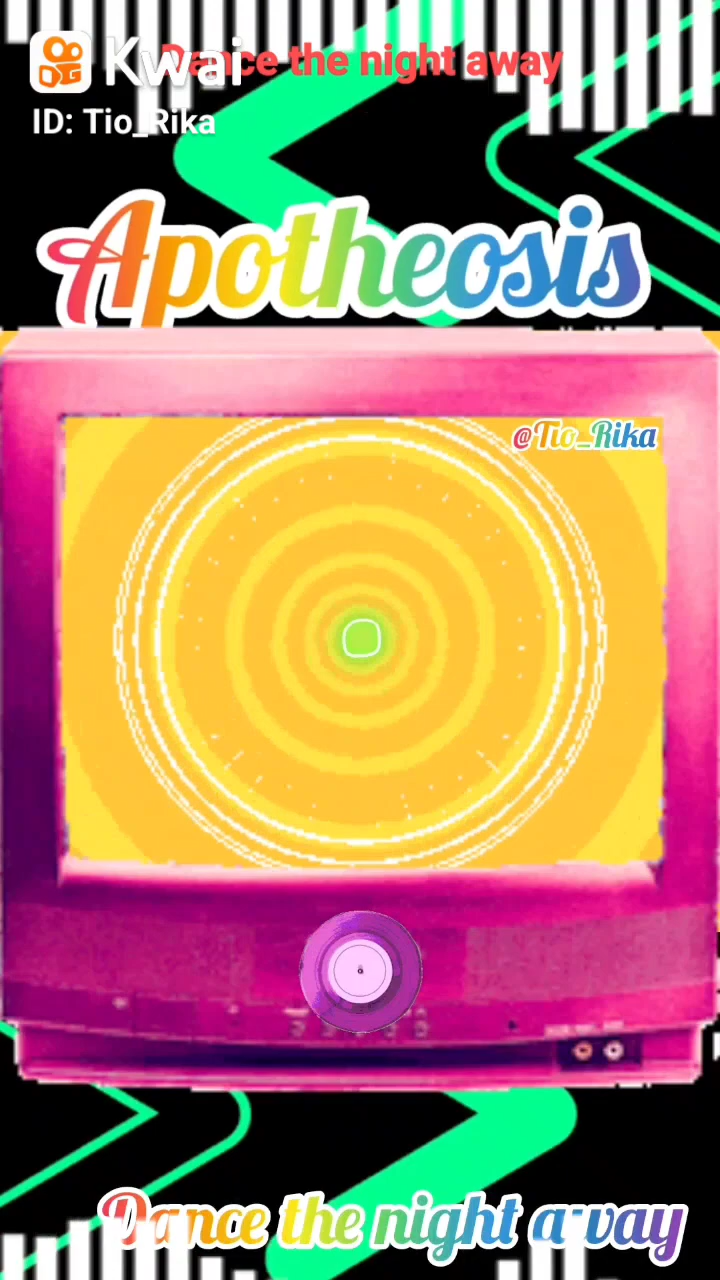 Kwai
Dance the night away
ID: Tio_Rika
Apotheosis
@Tio_Rika
Dance the night away